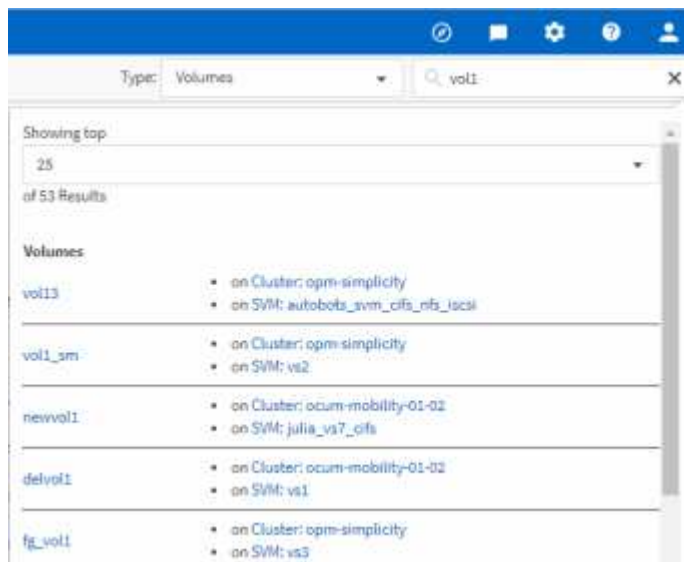 Type: Volumes vol1
Showing top
25
of 53 Results
Volumes
vol13
on Cluster: opm-simplicity
on SVM: autobots_svm_cifs_nfs_iscsi
vol1_sm
on Cluster: opm-simplicity
on SVM: vs2
newvol1
on Cluster: ocum-mobility-01-02
on SVM: julia_vs7_cifs
delvol1
on Cluster: ocum-mobility-01-02
on SVM: vs1
fg_vol1
on Cluster: opm-simplicity
on SVM: vs3